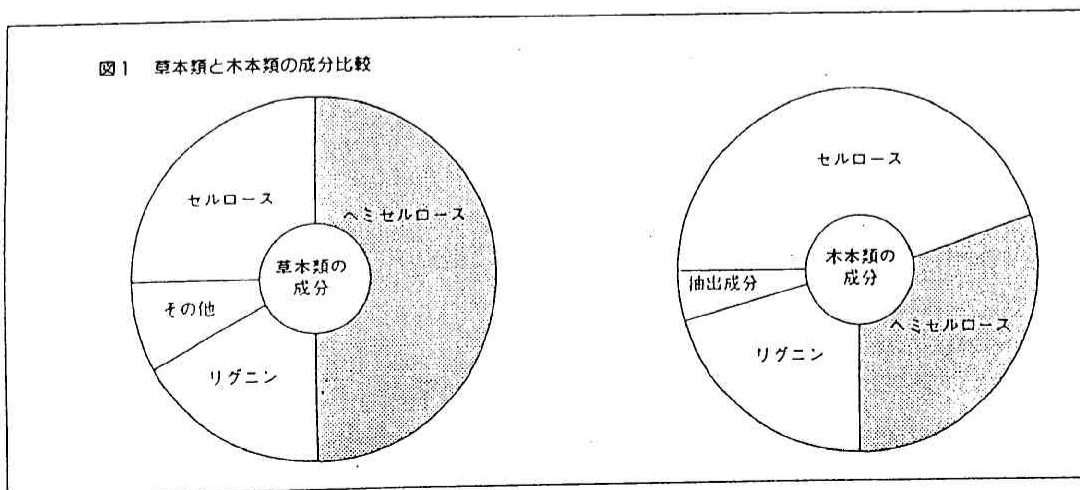 図1 草本類と木本類の成分比較
セルロース
ヘミセルロース
草本類の
成分
その他
リグニン
セルロース
木本類の
成分
抽出成分
ヘミセルロース
リグニン